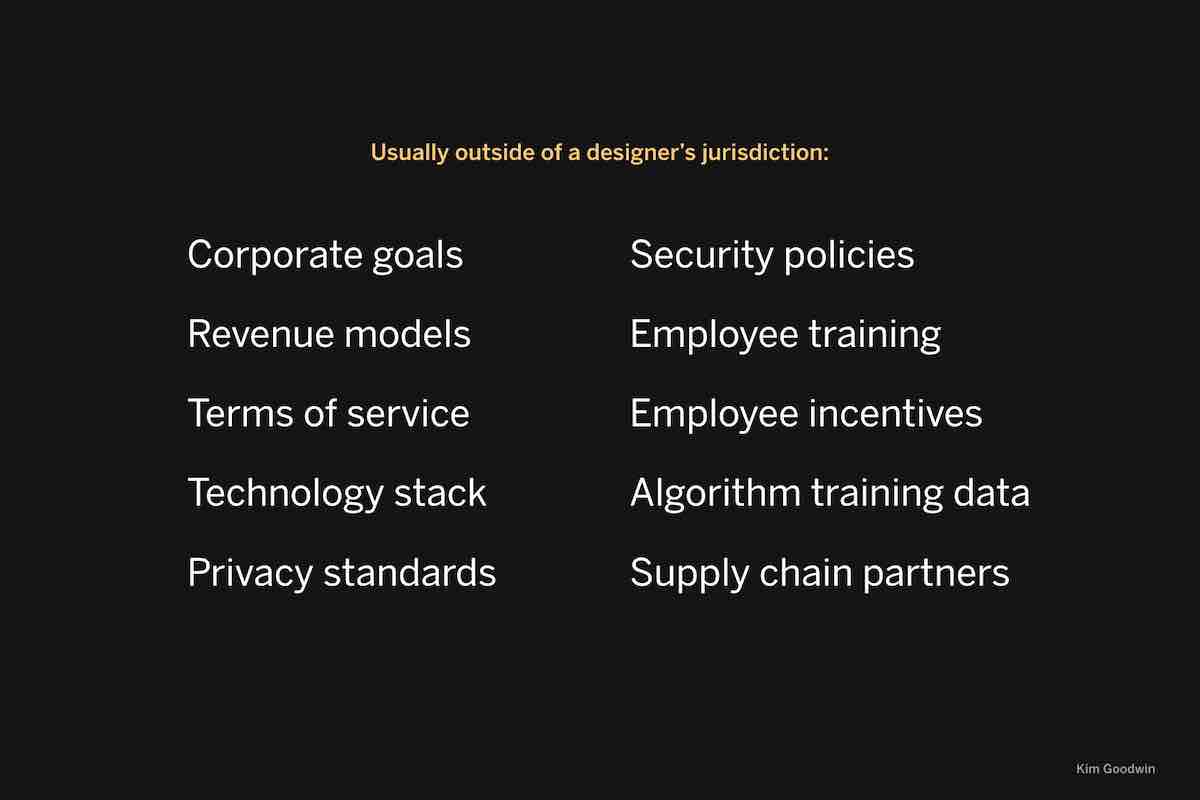 Usually outside of a designer’s jurisdiction:
Corporate goals
Revenue models
Terms of service
Technology stack
Privacy standards
Security policies
Employee training
Employee incentives
Algorithm training data
Supply chain partners
Kim Goodwin